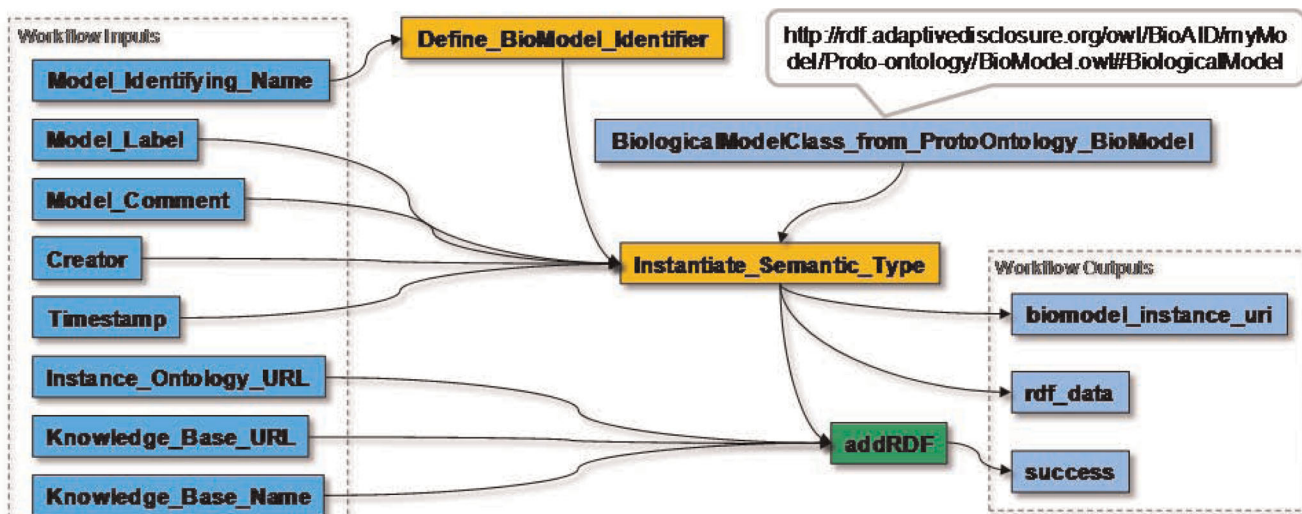 Workflow Inputs
Model_Identifying_Name
Model_Label
Model_Comment
Creator
Timestamp
Instance_Ontology_URL
Knowledge_Base_URL
Knowledge_Base_Name
Define_BioModel_Identifier
http://rdf.adaptivedisclosure.org/owl/BioAID/myMo
del/Proto-ontology/BioModel.owl#BiologicalModel
BiologicalModelClass_from_ProtoOntology_BioModel
Instantiate_Semantic_Type
addRDF
Workflow Outputs
biomodel_instance_uri
rdf_data
success